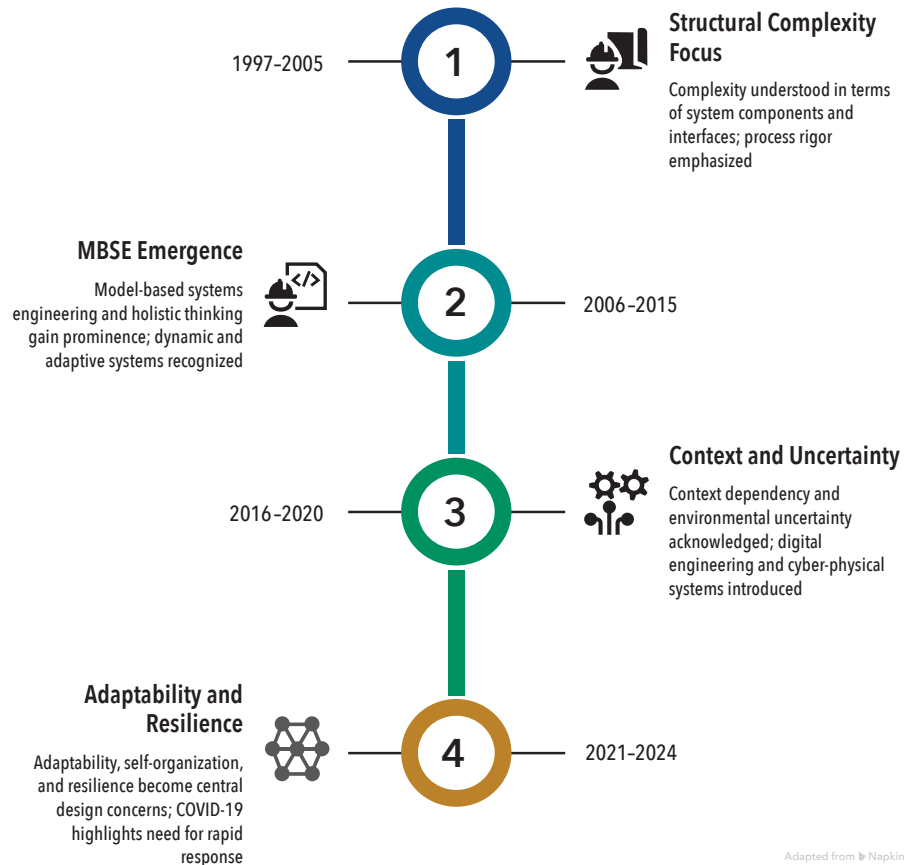 1997–2005
1
Structural Complexity
Focus
Complexity understood in terms
of system components and
interfaces; process rigor
emphasized
MBSE Emergence
Model-based systems
engineering and holistic thinking
gain prominence; dynamic and
adaptive systems recognized
</>
2
2006–2015
2016–2020
3
Context and Uncertainty
Context dependency and
environmental uncertainty
acknowledged; digital
engineering and cyber-physical
systems introduced
Adaptability and
Resilience
Adaptability, self-organization,
and resilience become central
design concerns; COVID-19
highlights need for rapid
response
4
2021–2024
Adapted from Napkin